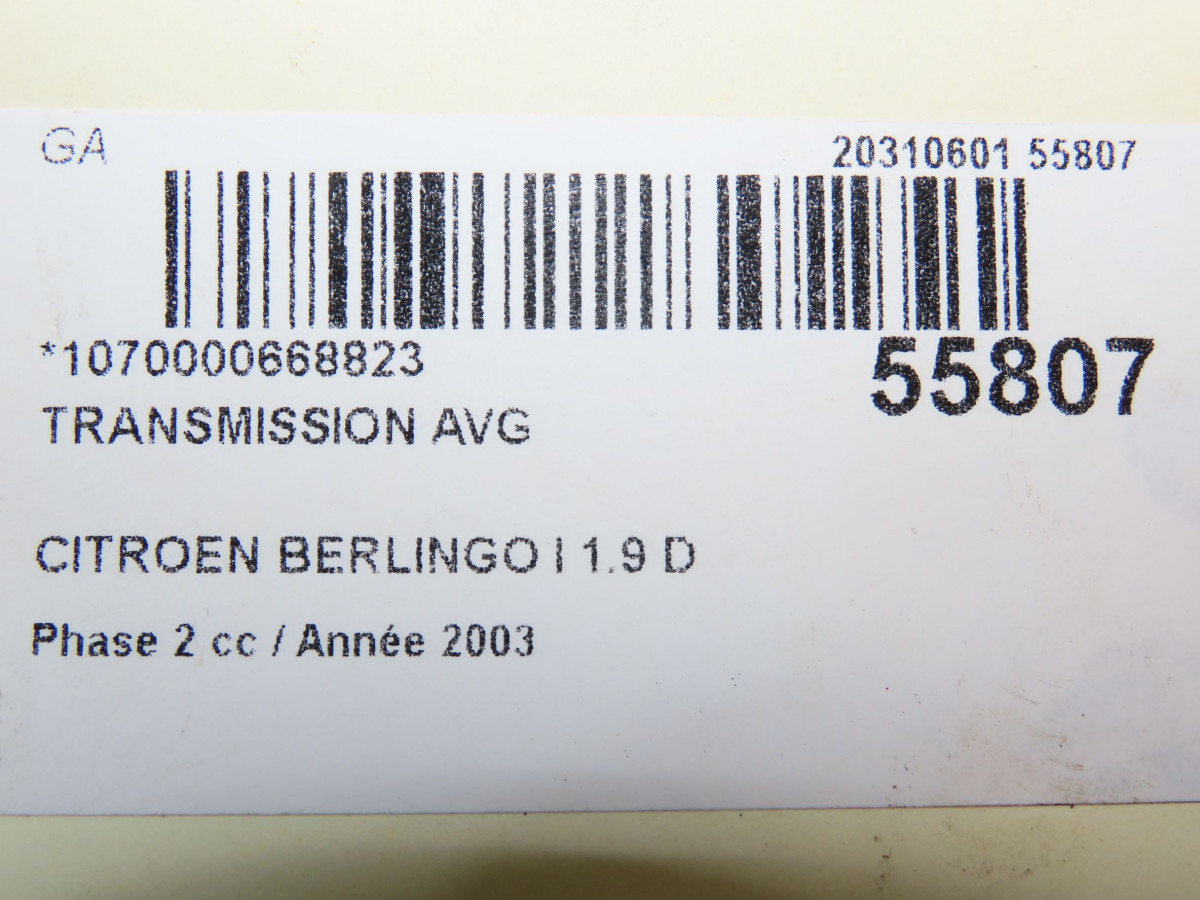 GA
20310601 55807
*1070000668823
55807
TRANSMISSION AVG
CITROEN BERLINGO I 1.9 D
Phase 2 cc / Année 2003